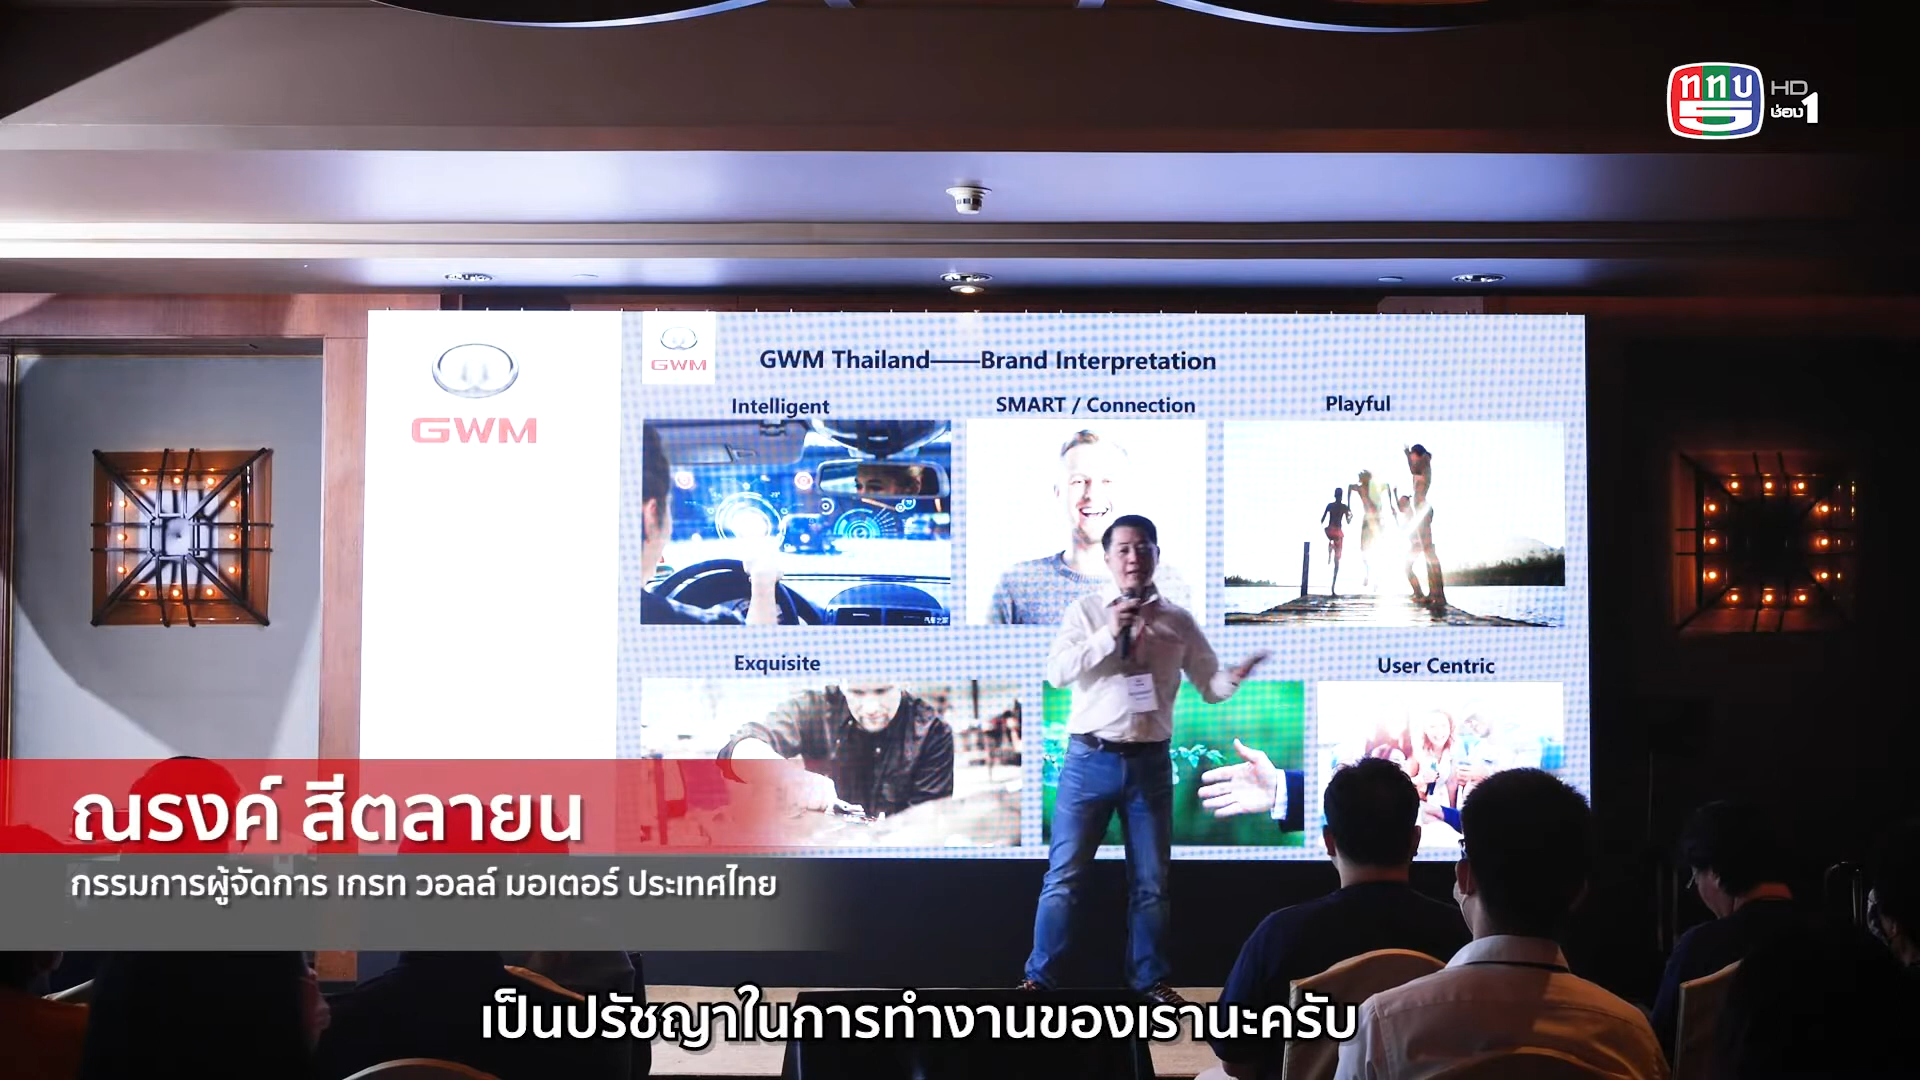 ททบ
5
HD
ช่อง1
GWM
GWM
GWM Thailand——Brand Interpretation
Intelligent
SMART / Connection
Playful
Exquisite
User Centric
ณรงค์ สีตลายน
กรรมการผู้จัดการ เกรท วอลล์ มอเตอร์ ประเทศไทย
เป็นปรัชญาในการทำงานของเรานะครับ